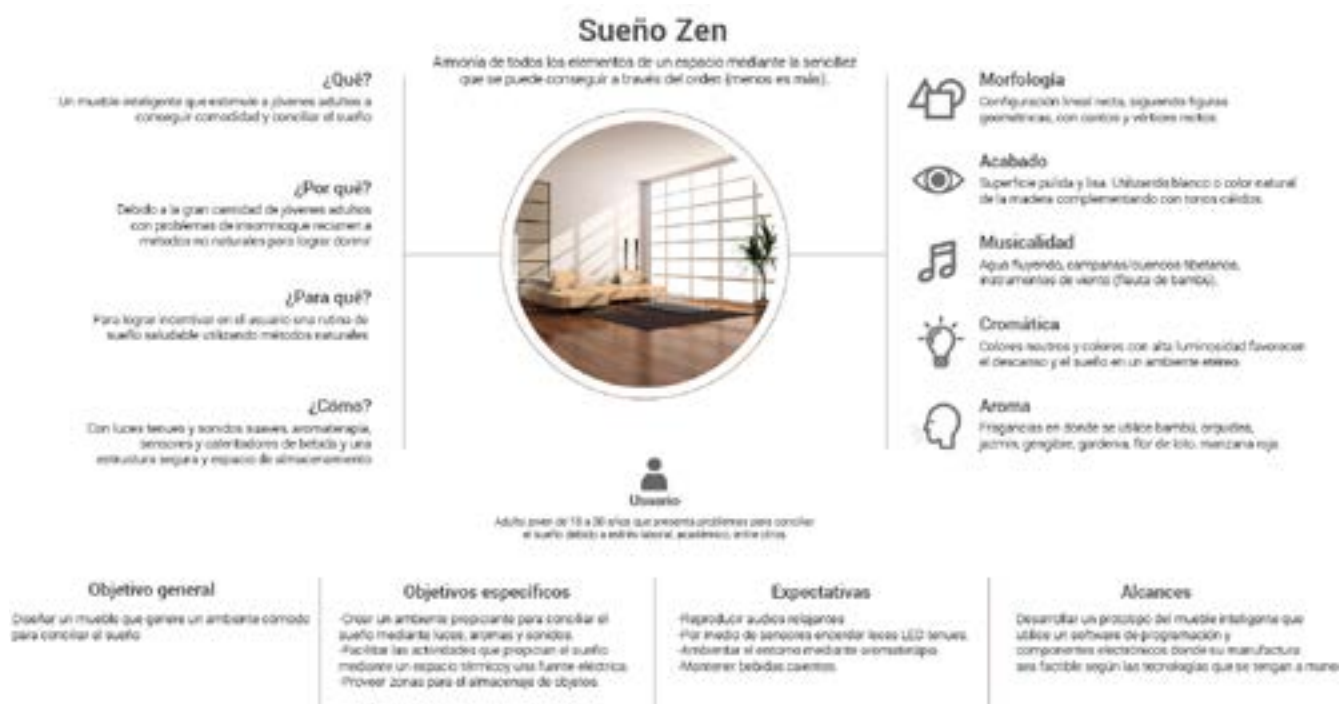 Sueño Zen
Armonía de todos los elementos de un espacio mediante la sencillez
que se puede conseguir a través del orden (menos es más).
¿Qué?
Un mueble inteligente que estimule a jóvenes adultos a
conseguir comodidad y conciliar el sueño
¿Por qué?
Debido a la gran cantidad de jóvenes adultos
con problemas de insomnioque recurren a
métodos no naturales para lograr dormir
¿Para qué?
Para lograr incentivar en el usuario una rutina de
sueño saludable utilizando métodos naturales
¿Cómo?
Con luces tenues y sonidos suaves, aromaterapia,
sensores y calentadores de bebida y una
estructura segura y espacio de almacenamiento
Morfología
Configuración lineal recta, siguiendo figuras
geométricas, con cantos y vértices rectos.
Acabado
Superficie pulida y lisa. Utilizando blanco o color natural
de la madera complementando con tonos cálidos.
Musicalidad
Agua fluyendo, campanas/cuencos tibetanos,
instrumentos de viento (flauta de bambú).
Cromática
Colores neutros y colores con alta luminosidad favorecen
el descanso y el sueño en un ambiente etéreo
Aroma
Fragancias en donde se utilice bambú, orquídea,
jazmín, gengibre, gardenia, flor de loto, manzana roja
Usuario
Adulto joven de 18 a 30 años que presenta problemas para conciliar
el sueño debido a estrés laboral, académico, entre otros
Objetivo general
Diseñar un mueble que genere un ambiente cómodo
para conciliar el sueño
Objetivos específicos
-Crear un ambiente propiciante para conciliar el
sueño mediante luces, aromas y sonidos.
-Facilitar las actividades que propician el sueño
mediante un espacio térmico y una fuente eléctrica.
-Proveer zonas para el almacenaje de objetos.
Expectativas
-Reproducir audios relajantes
-Por medio de sensores encender luces LED tenues.
-Ambientar el entorno mediante aromaterapia.
-Mantener bebidas calientes.
Alcances
Desarrollar un prototipo del mueble inteligente que
utilice un software de programación y
componentes electrónicos donde su manufactura
sea factible según las tecnologías que se tengan a mano